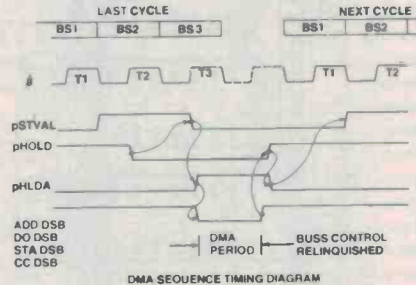 LAST CYCLE
NEXT CYCLE
BS1 BS2 BS3 BS1 BS2
T1 T2 T3 T1 T2
pSTVAL
pHOLD
pHLDA
ADD DSB
DO DSB
STA DSB
CC DSB
DMA
PERIOD
BUSS CONTROL
RELINQUISHED
DMA SEQUENCE TIMING DIAGRAM